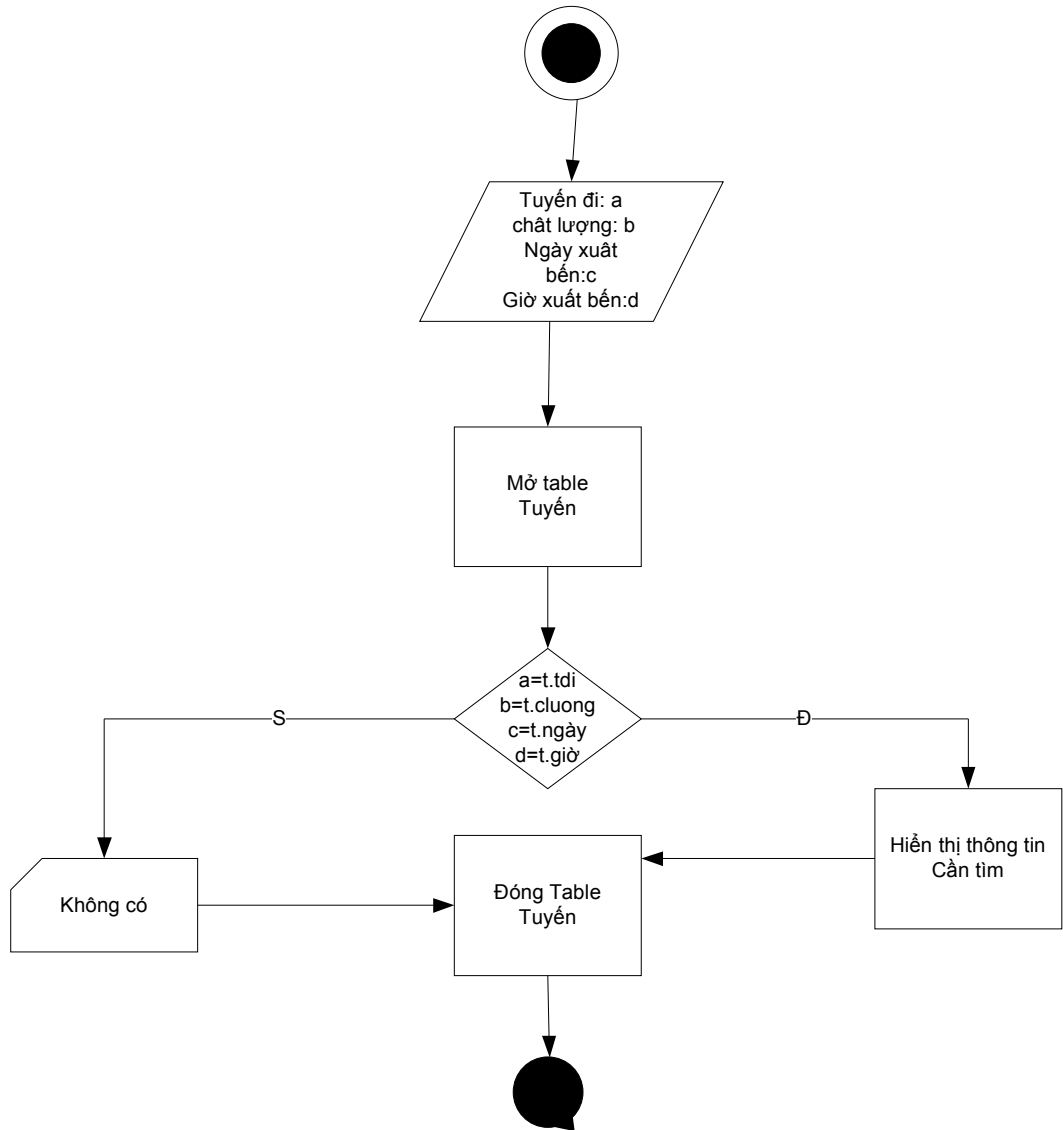 Tuyến đi: a
chât lượng: b
Ngày xuât
bến:c
Giờ xuất bến:d
Mở table
Tuyến
a=t.tdi
b=t.cluong
c=t.ngày
d=t.giờ
S
Đ
Hiển thị thông tin
Cần tìm
Không có
Đóng Table
Tuyến